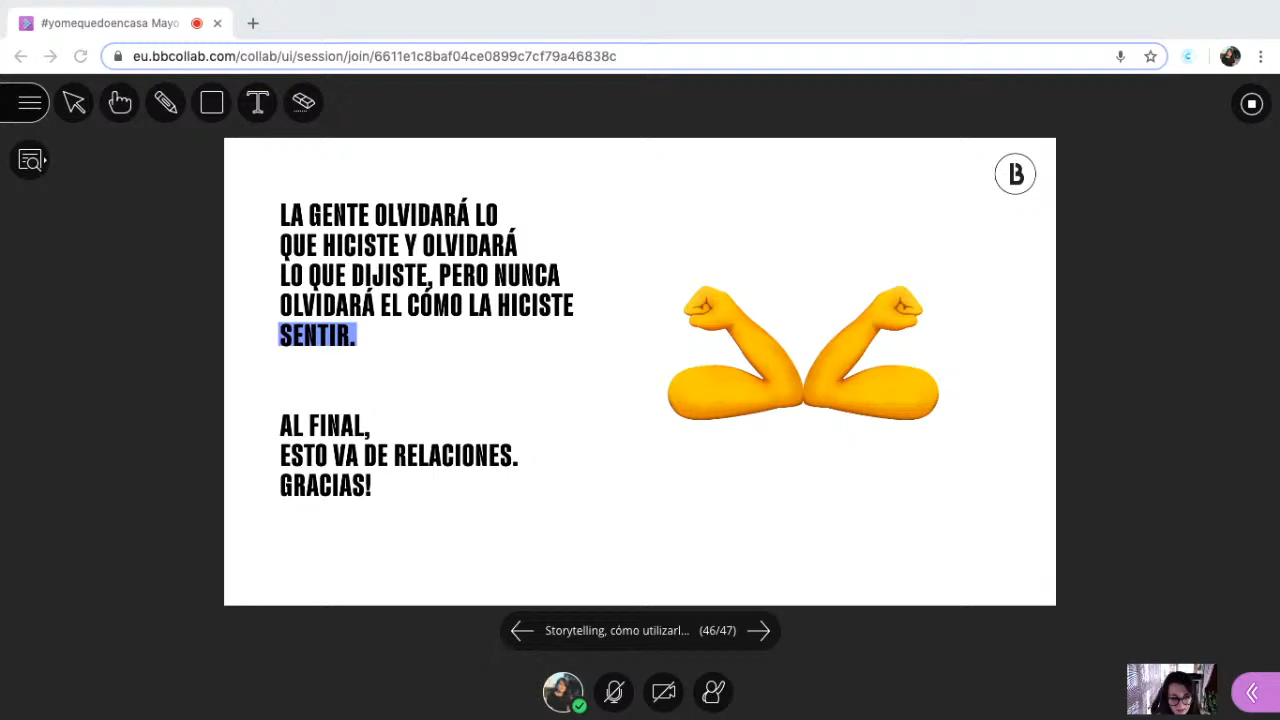 #yomequedoencasa Mayo
eu.bbcollab.com/collab/ui/session/join/6611e1c8baf04ce0899c7cf79a46838c
T
B
LA GENTE OLVIDARÁ LO
QUE HICISTE Y OLVIDARÁ
LO QUE DIJISTE, PERO NUNCA
OLVIDARÁ EL CÓMO LA HICISTE
SENTIR.
AL FINAL,
ESTO VA DE RELACIONES.
GRACIAS!
Storytelling, cómo utilizarl... (46/47)